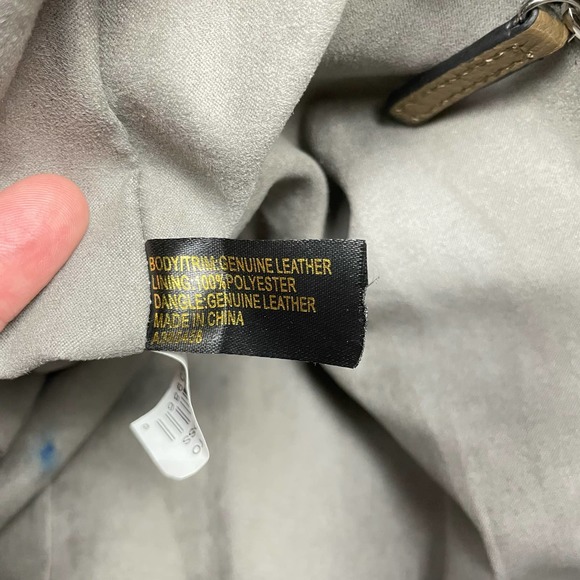 BODY/TRIM:GENUINE LEATHER
LINING:100%POLYESTER
DANGLE:GENUINE LEATHER
MADE IN CHINA